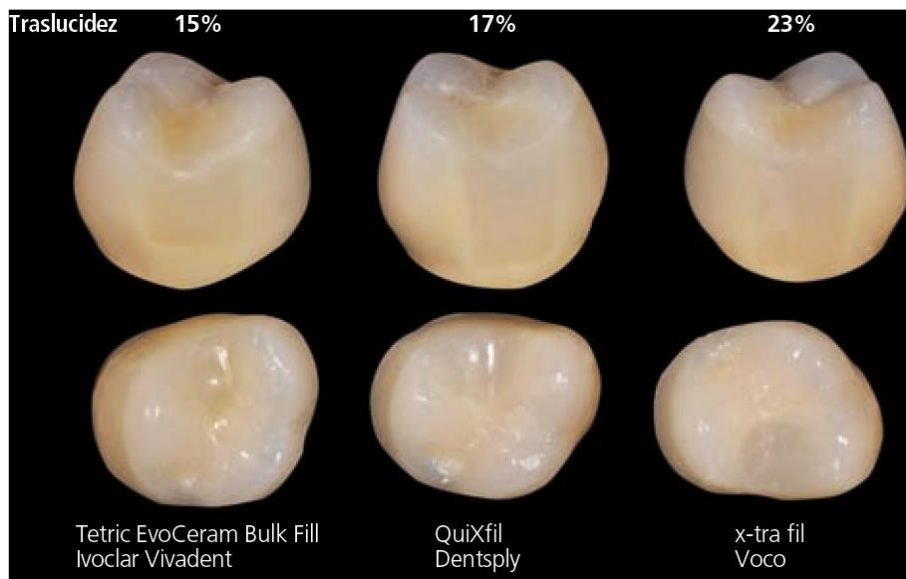 Traslucidez 15% 17% 23%
Tetric EvoCeram Bulk Fill
Ivoclar Vivadent
QuiXfil
Dentsply
x-tra fil
Voco